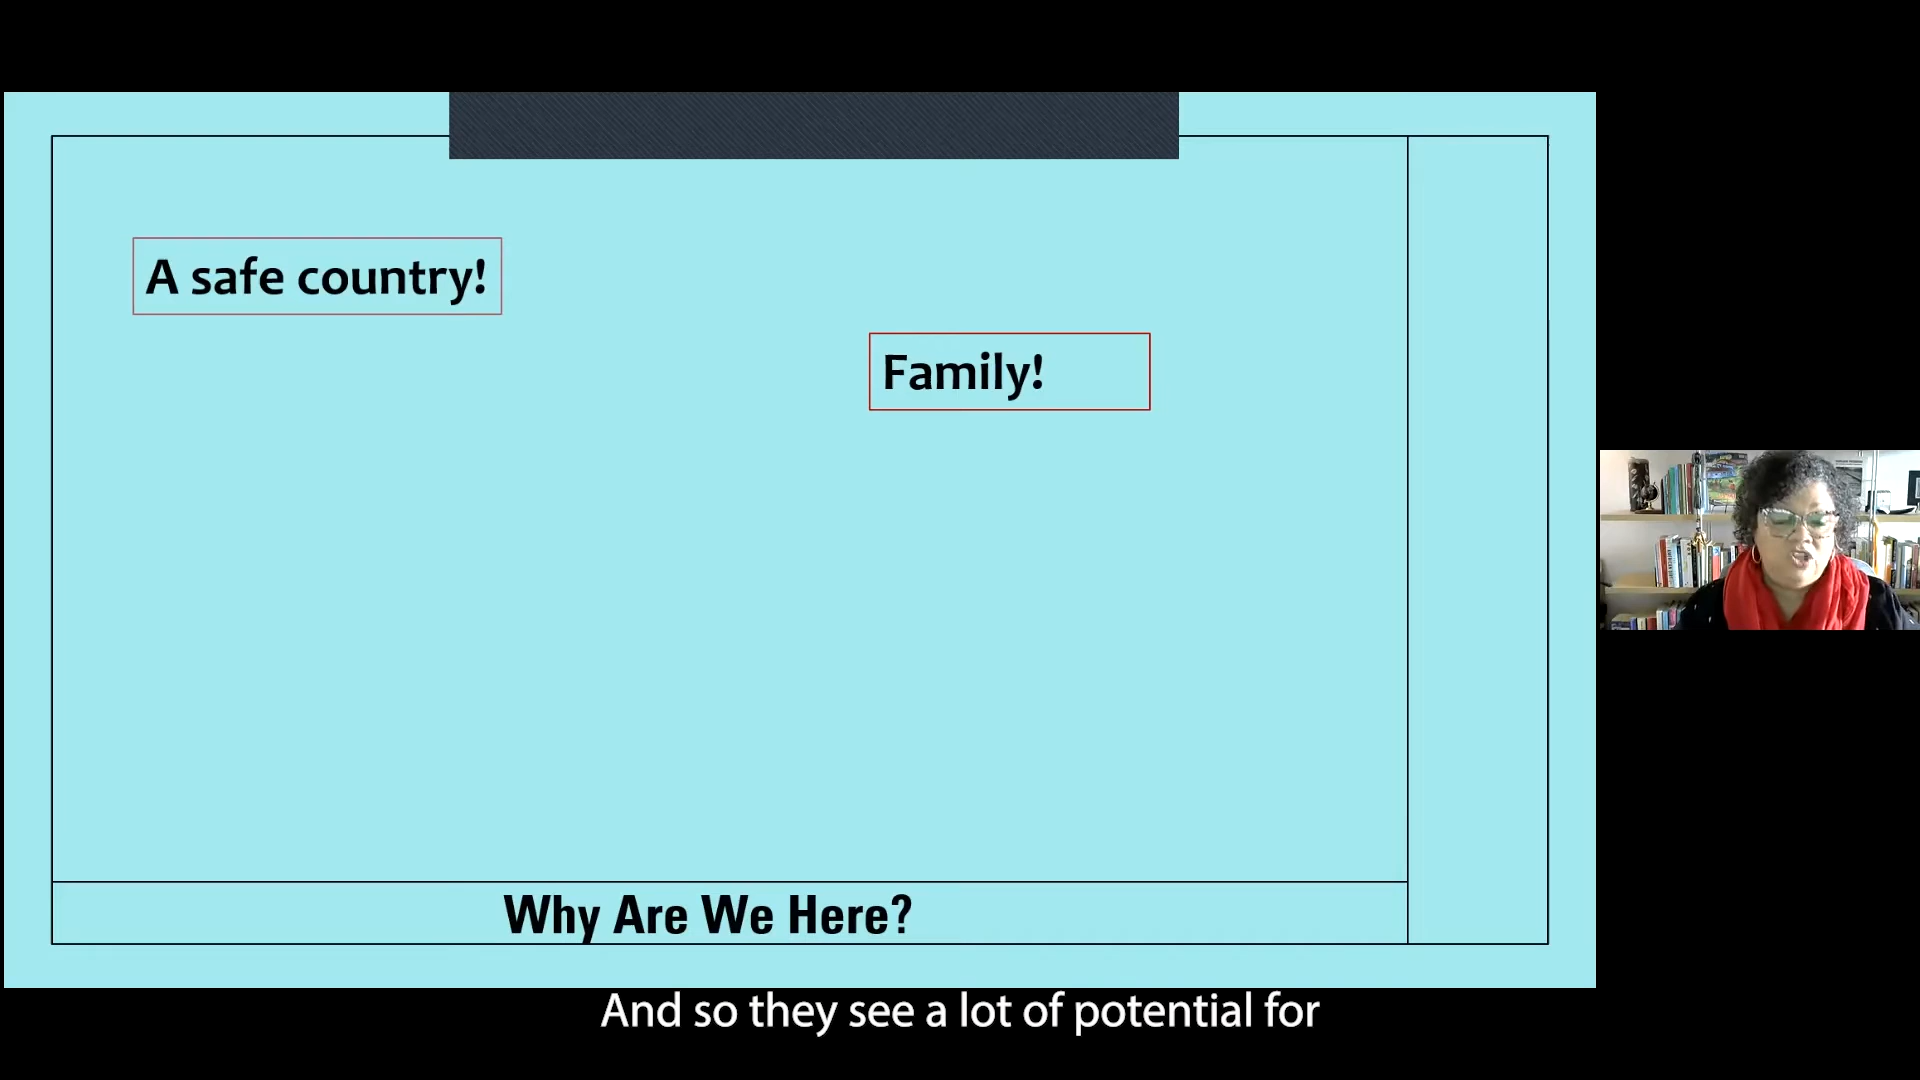 A safe country!
Family!
Why Are We Here?
And so they see a lot of potential for